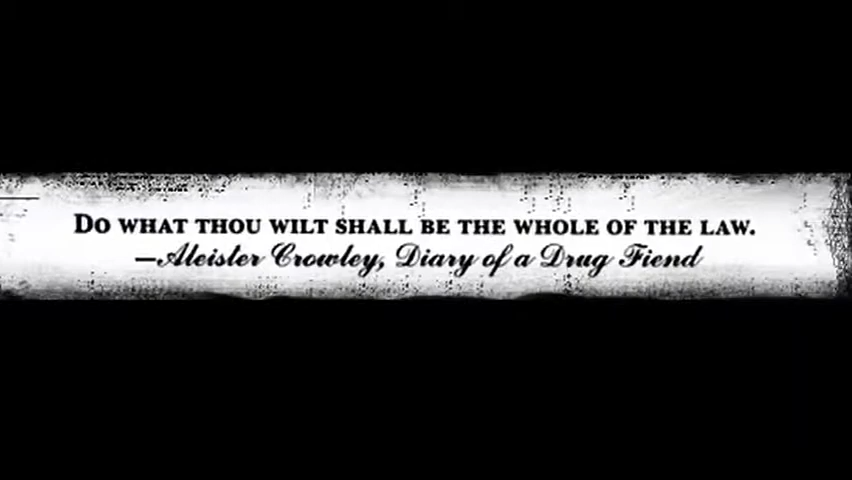 Do what thou wilt shall be the whole of the law.
—Aleister Crowley, Diary of a Drug Fiend